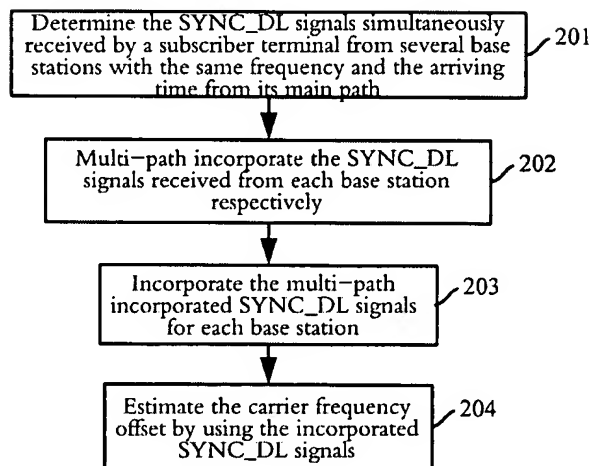 Determine the SYNC_DL signals simultaneously
received by a subscriber terminal from several base
stations with the same frequency and the arriving
time from its main path
201
Multi-path incorporate the SYNC_DL
signals received from each base station
respectively
202
Incorporate the multi-path
incorporated SYNC_DL signals
for each base station
203
Estimate the carrier frequency
offset by using the incorporated
SYNC_DL signals
204